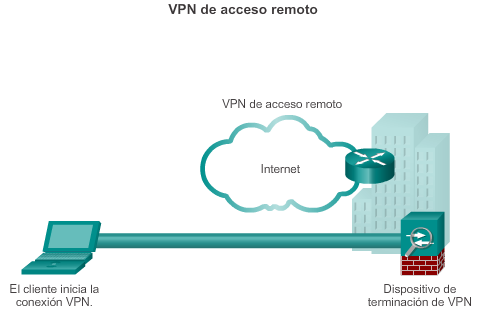 VPN de acceso remoto
VPN de acceso remoto
Internet
El cliente inicia la
conexión VPN.
Dispositivo de
terminación de VPN